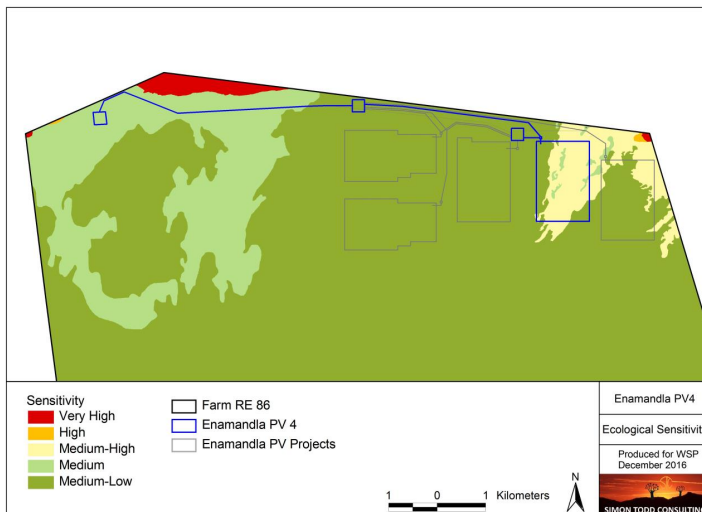 Sensitivity
Very High
High
Medium-High
Medium
Medium-Low
Farm RE 86
Enamandla PV 4
Enamandla PV Projects
1 0 1 Kilometers
N
Enamandla PV4
Ecological Sensitivit
Produced for WSP
December 2016
SIMON TODD CONSULTING